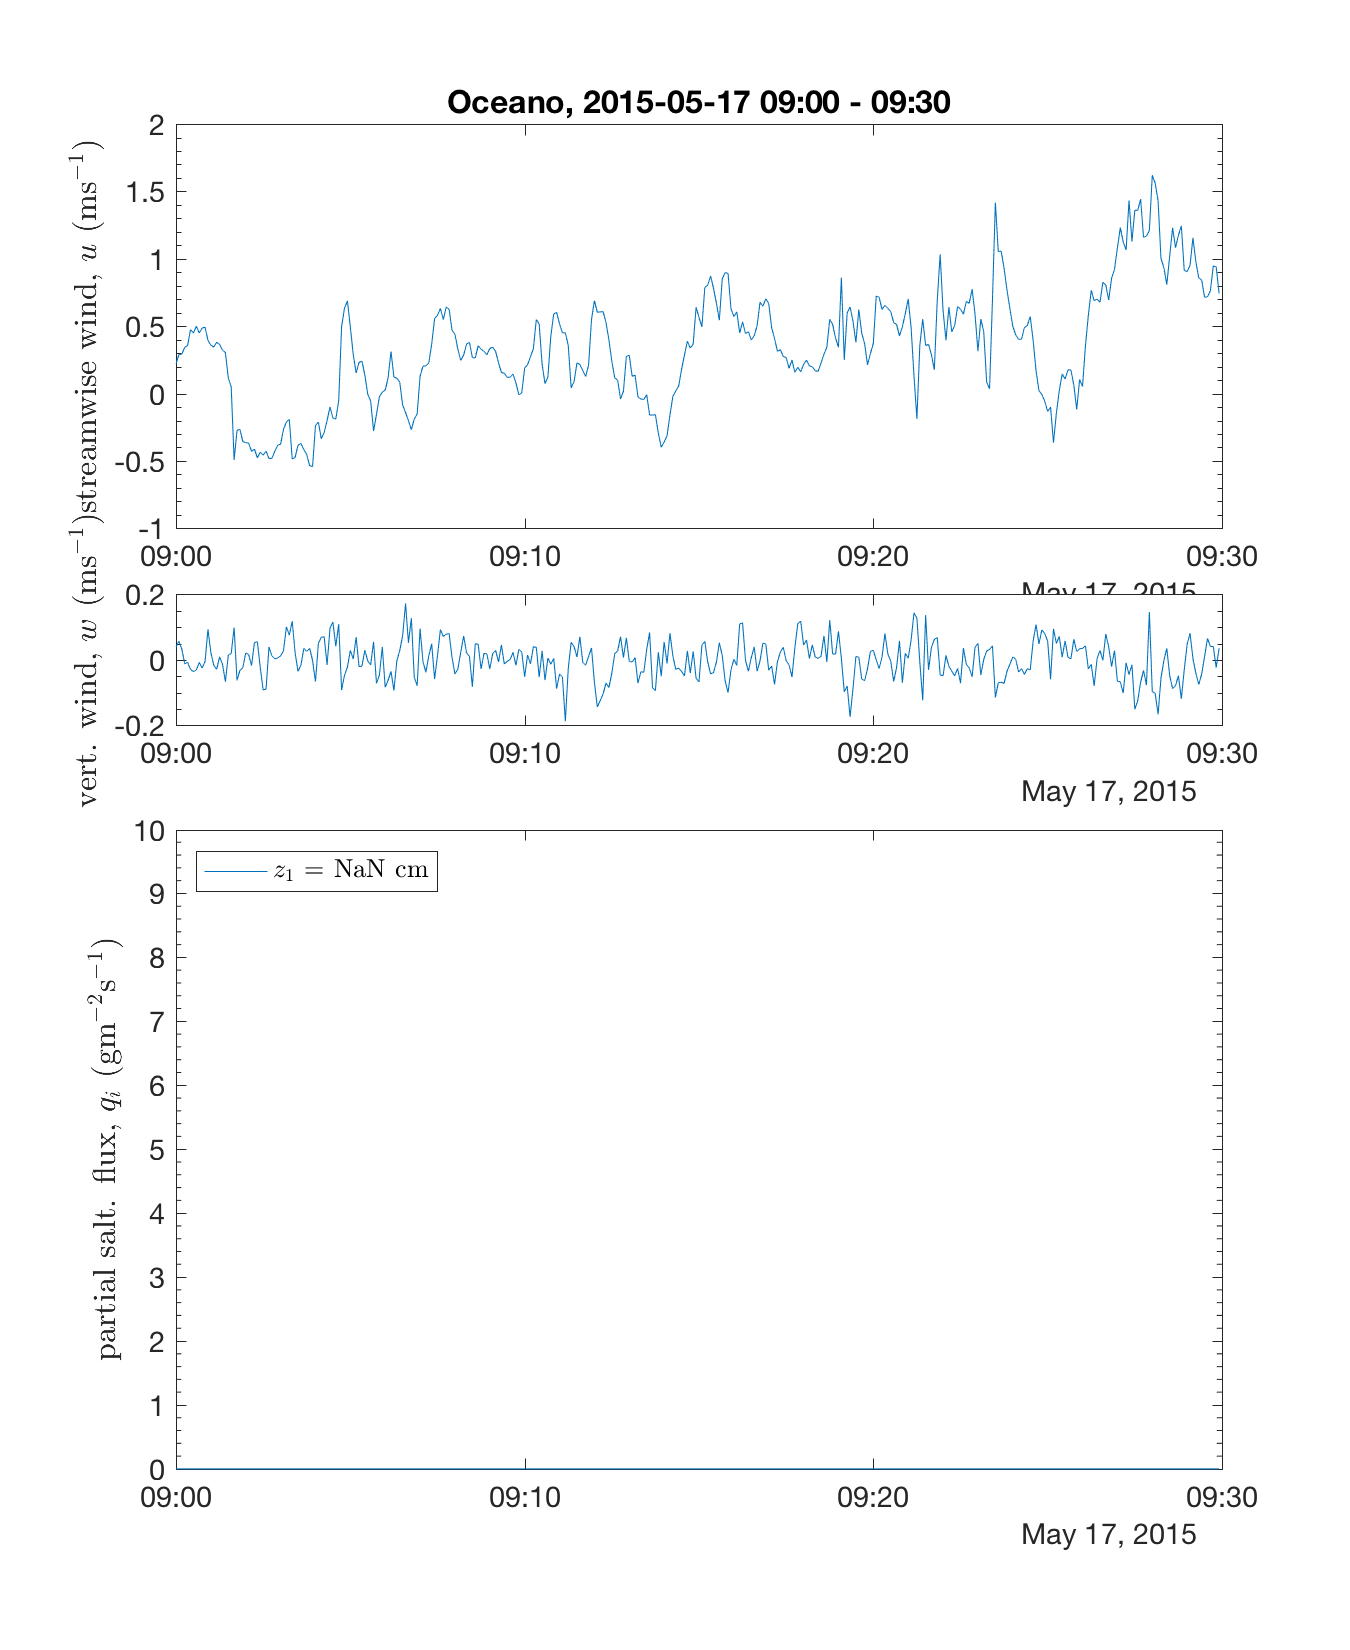 Oceano, 2015-05-17 09:00 - 09:30
streamwise wind, u (ms⁻¹)
2
1.5
1
0.5
0
-0.5
-1
09:00 09:10 09:20 09:30
May 17, 2015
vert. wind, w (ms⁻¹)
0.2
0
-0.2
09:00 09:10 09:20 09:30
May 17, 2015
partial salt. flux, qᵢ (gm⁻²s⁻¹)
10
9
8
7
6
5
4
3
2
1
0
z₁ = NaN cm
09:00 09:10 09:20 09:30
May 17, 2015